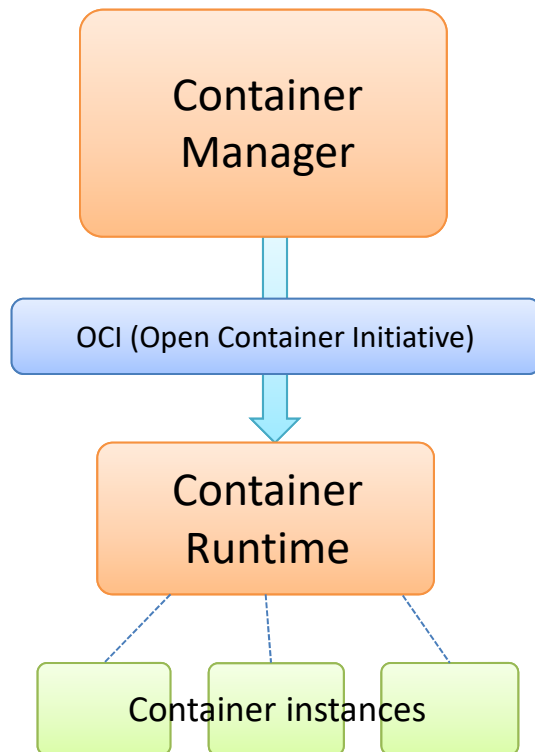 Container
Manager
OCI (Open Container Initiative)
Container
Runtime
Container instances